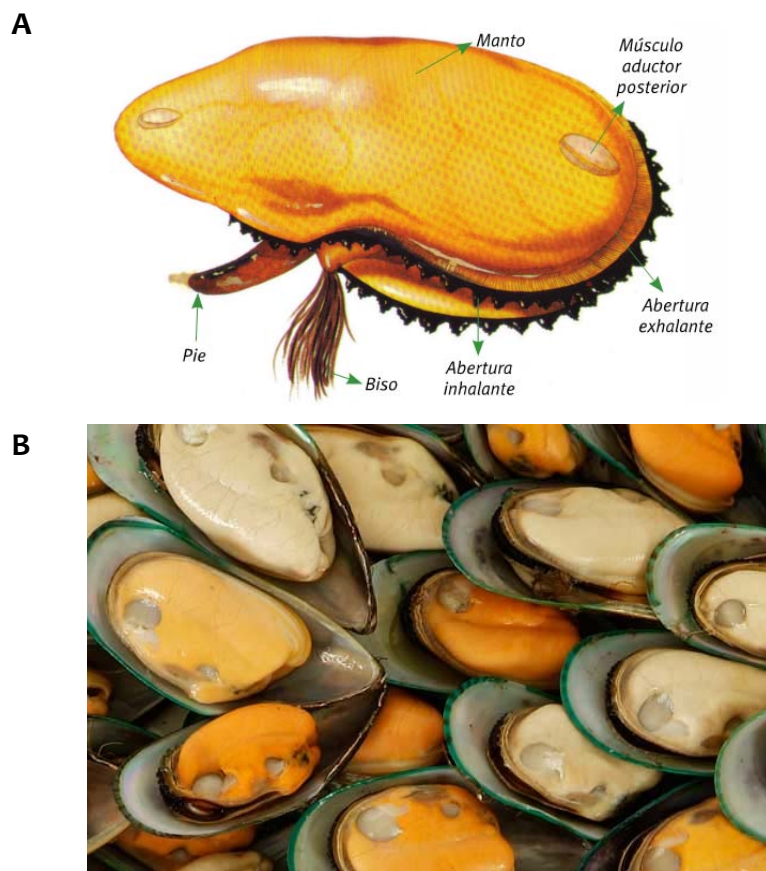 A
Manto
Músculo
aductor
posterior
Abertura
exhalante
Pie
Biso
Abertura
inhalante
B